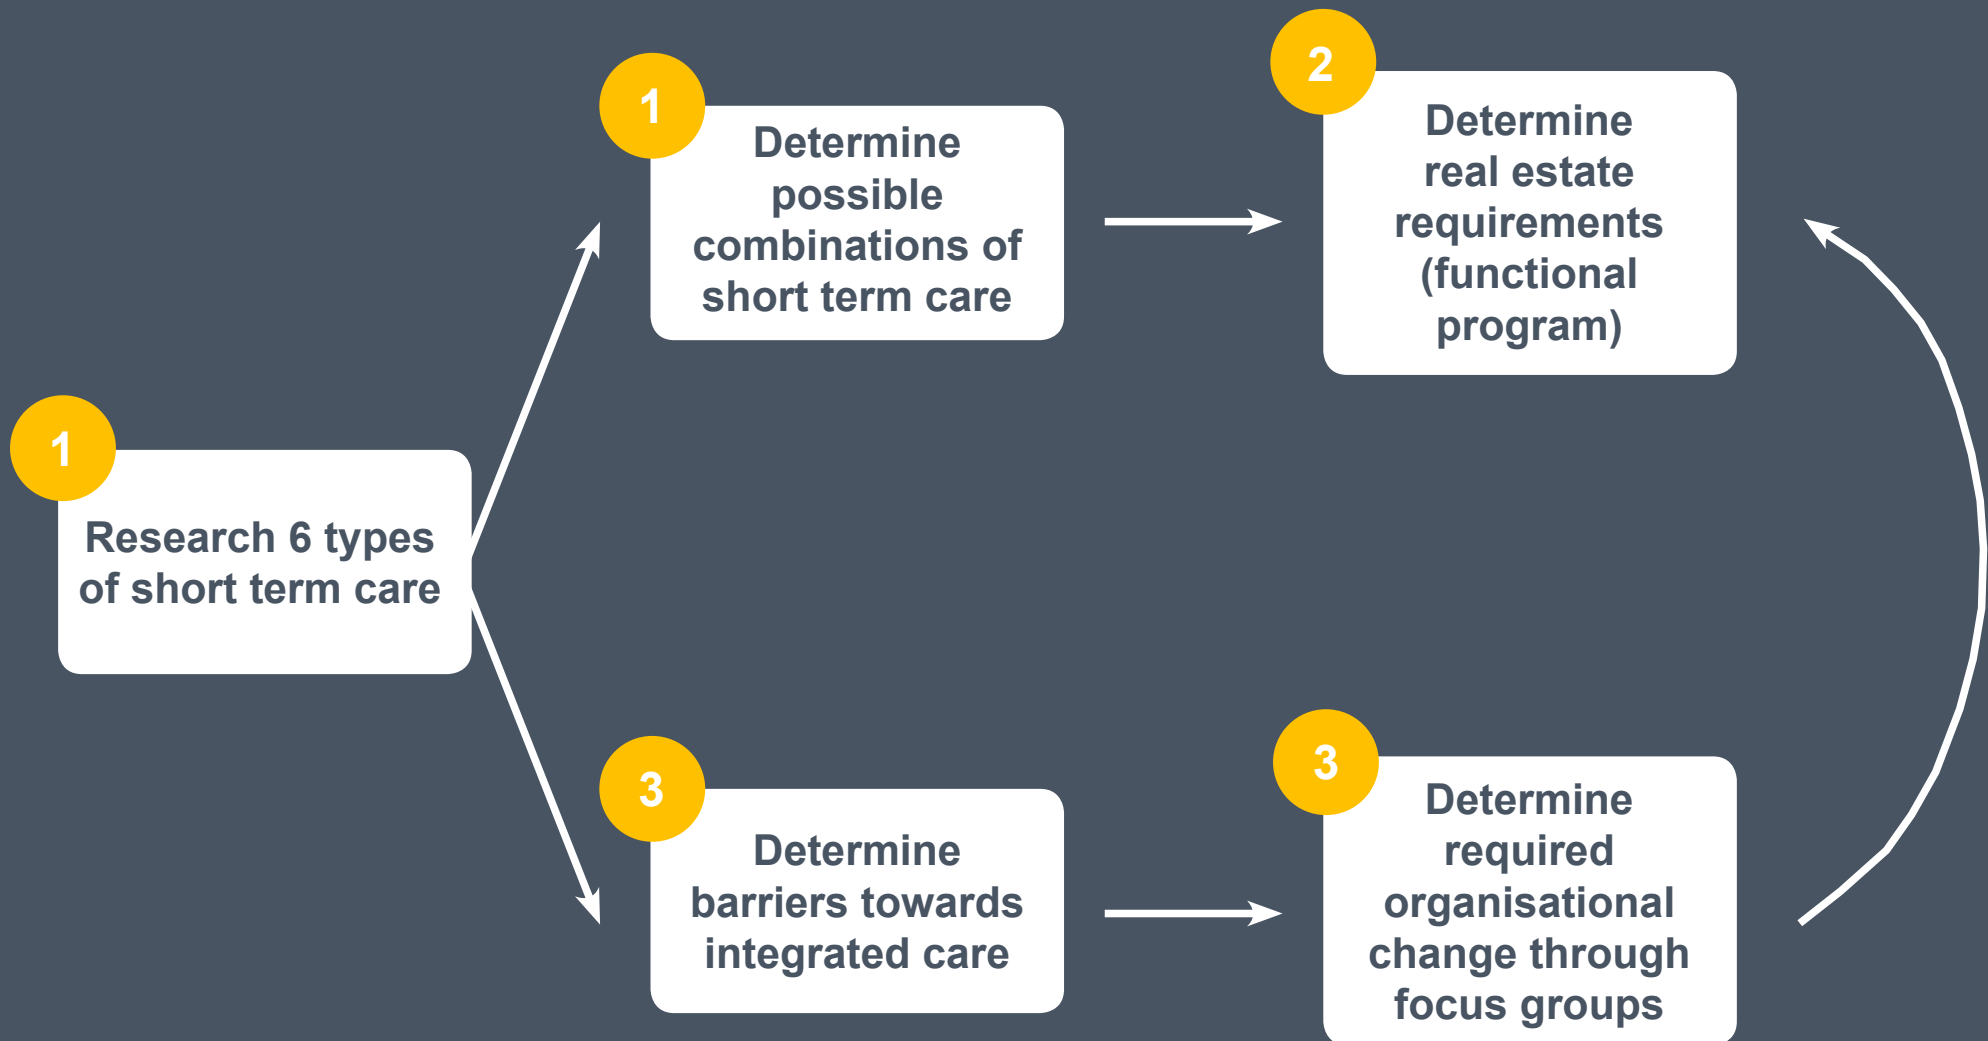 1
Research 6 types
of short term care
1
Determine
possible
combinations of
short term care
2
Determine
real estate
requirements
(functional
program)
3
Determine
barriers towards
integrated care
3
Determine
required
organisational
change through
focus groups